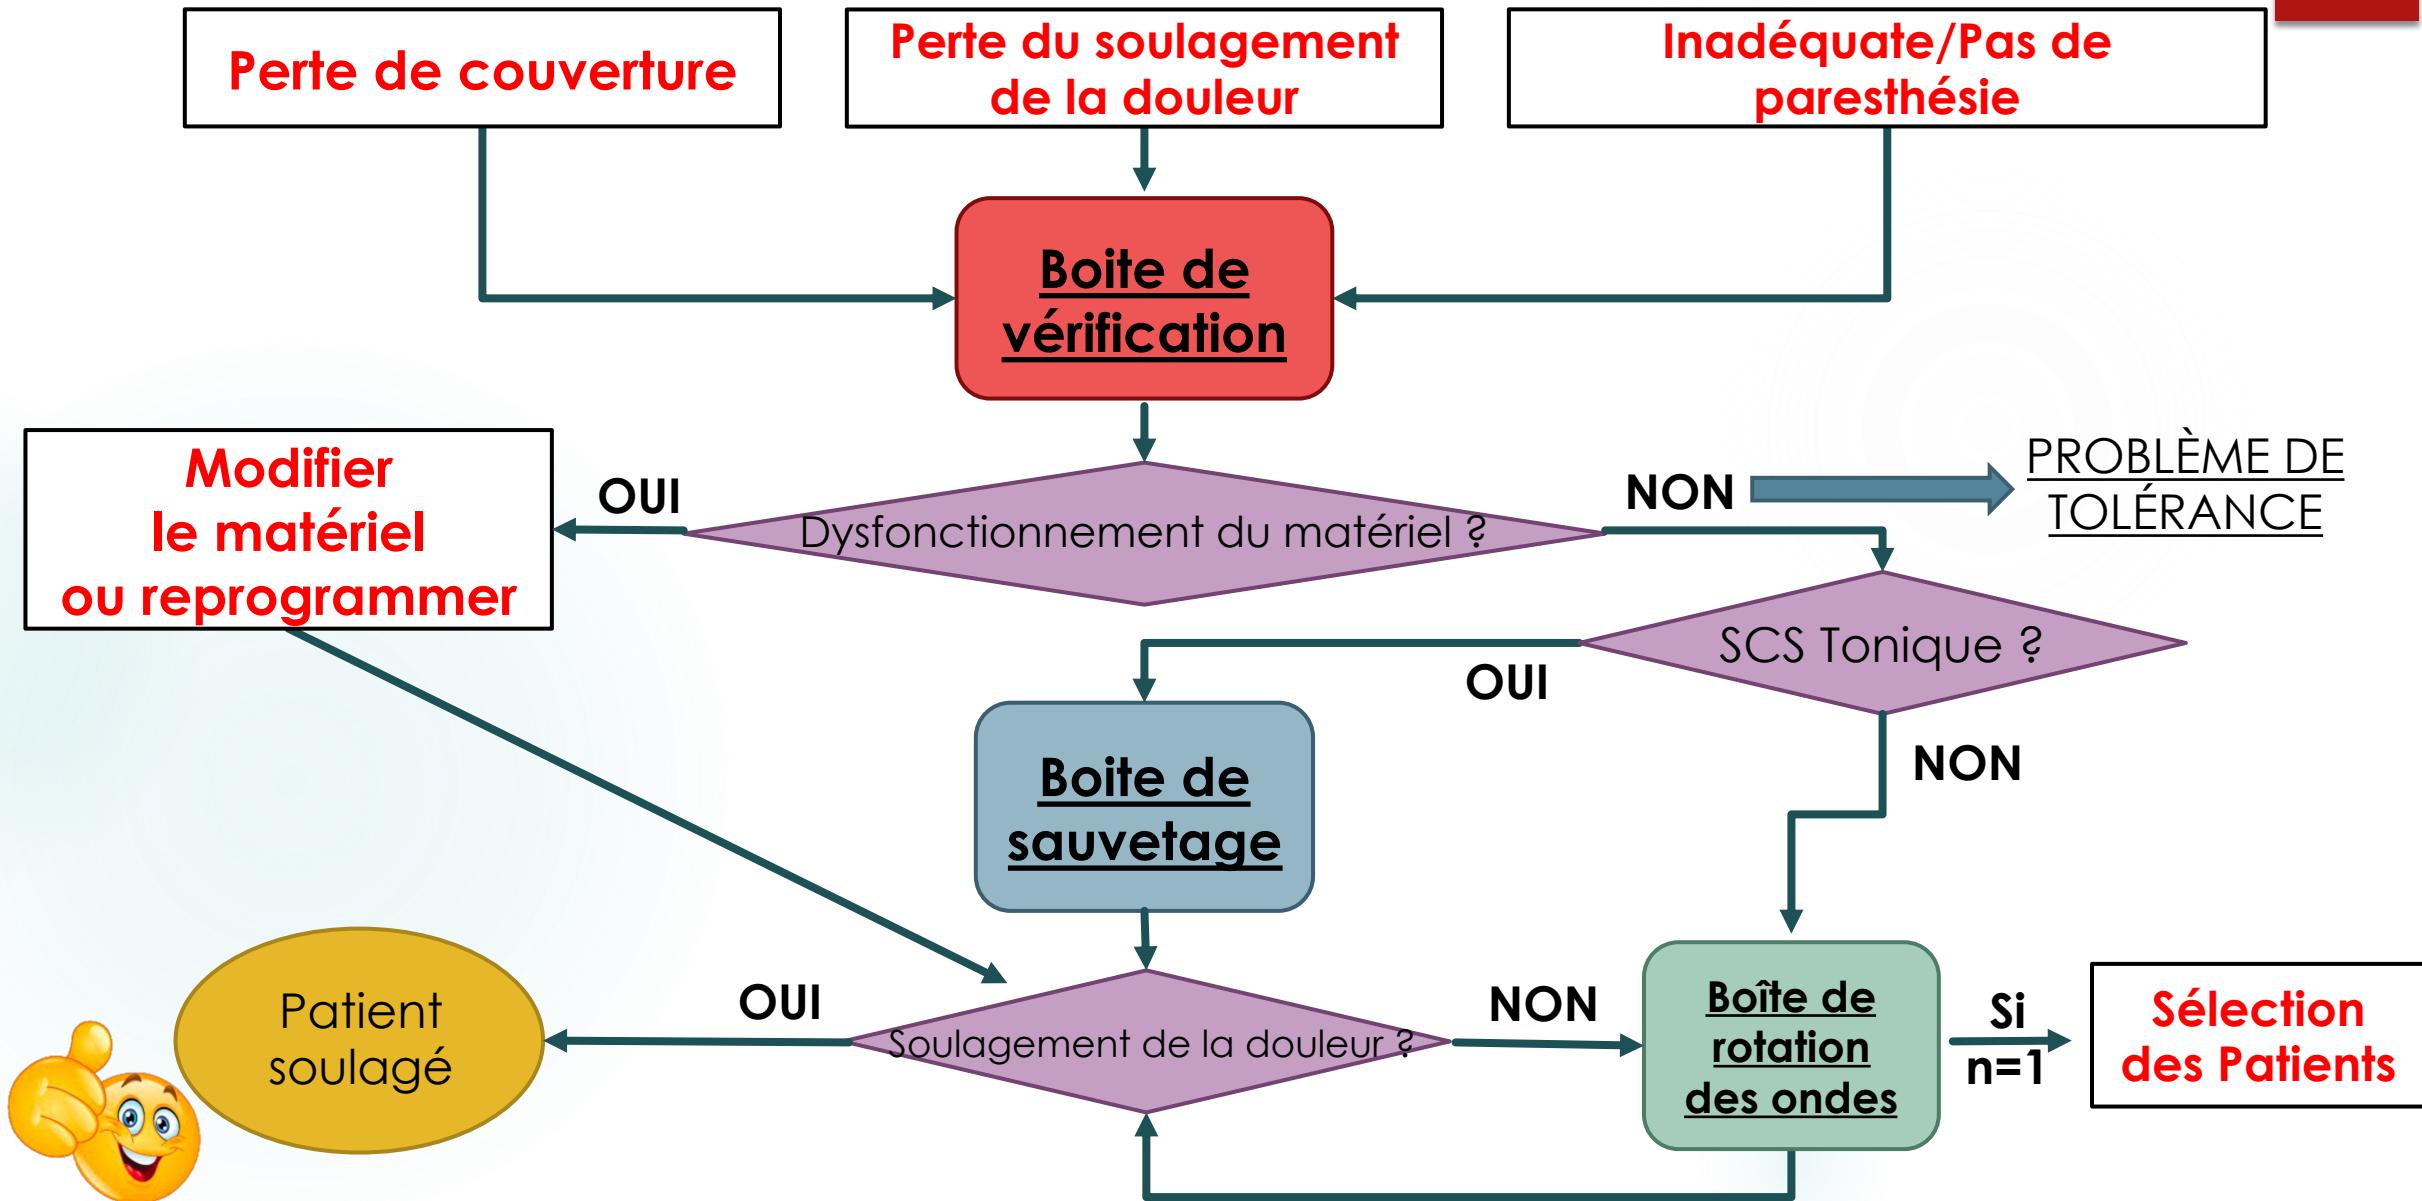 Perte de couverture
Perte du soulagement
de la douleur
Inadéquate/Pas de
paresthésie
Boite de
vérification
Modifier
le matériel
ou reprogrammer
OUI
Dysfonctionnement du matériel ?
NON
PROBLÈME DE
TOLÉRANCE
SCS Tonique ?
OUI
NON
Boite de
sauvetage
Patient
soulagé
OUI
Soulagement de la douleur ?
NON
Boîte de
rotation
des ondes
Si
n=1
Sélection
des Patients